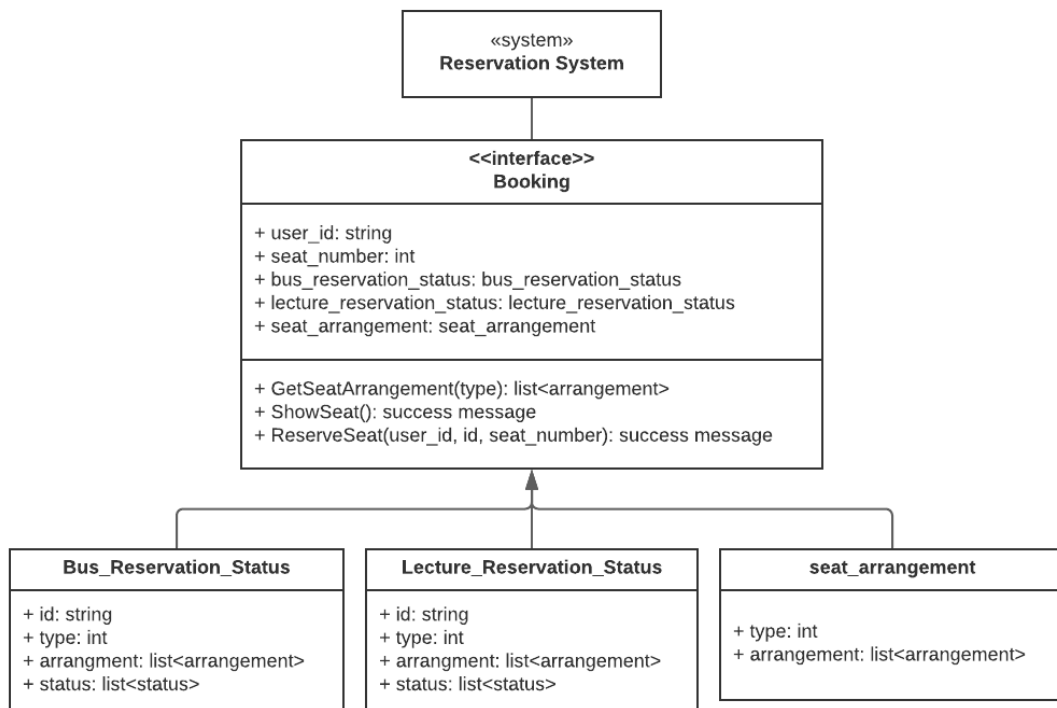 «system»
Reservation System
<<interface>>
Booking
+ user_id: string
+ seat_number: int
+ bus_reservation_status: bus_reservation_status
+ lecture_reservation_status: lecture_reservation_status
+ seat_arrangement: seat_arrangement
+ GetSeatArrangement(type): list<arrangement>
+ ShowSeat(): success message
+ ReserveSeat(user_id, id, seat_number): success message
Bus_Reservation_Status
+ id: string
+ type: int
+ arrangment: list<arrangement>
+ status: list<status>
Lecture_Reservation_Status
+ id: string
+ type: int
+ arrangment: list<arrangement>
+ status: list<status>
seat_arrangement
+ type: int
+ arrangement: list<arrangement>